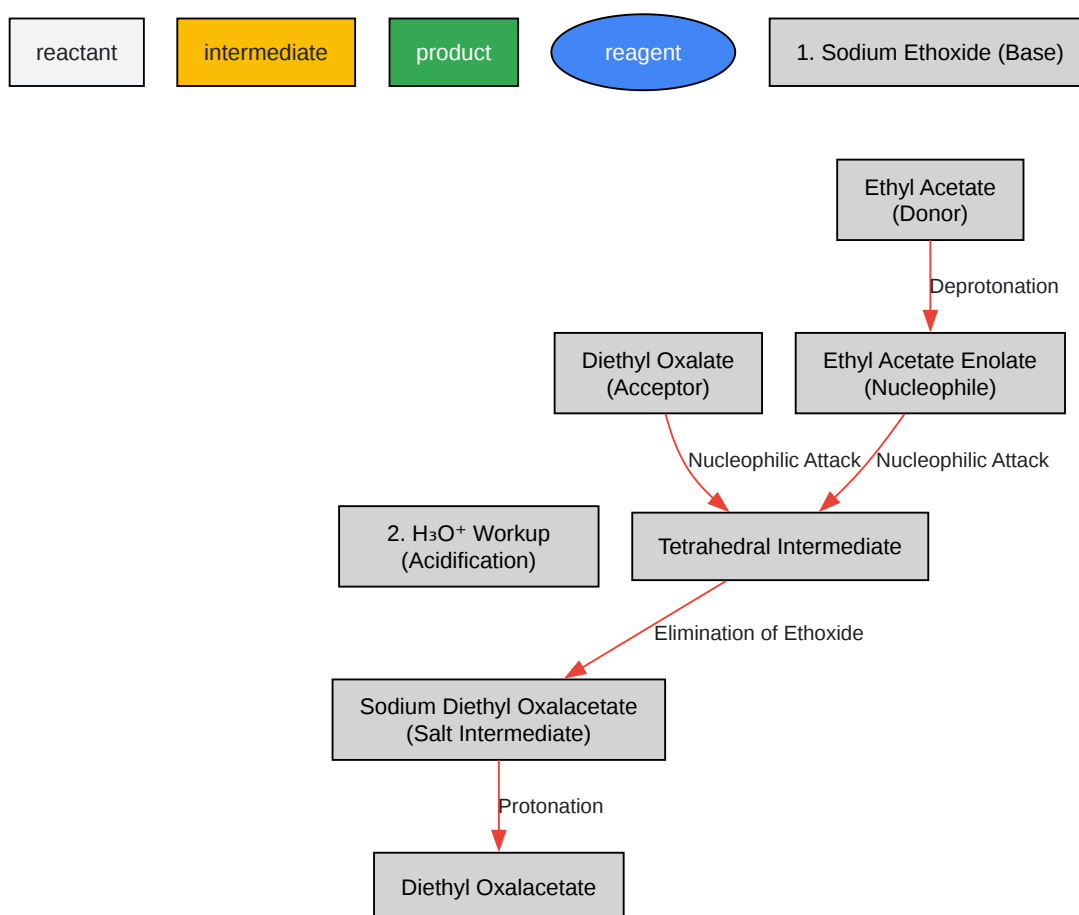 reactant
intermediate
product
reagent
1. Sodium Ethoxide (Base)
Ethyl Acetate
(Donor)
Deprotonation
Diethyl Oxalate
(Acceptor)
Ethyl Acetate Enolate
(Nucleophile)
Nucleophilic Attack
Nucleophilic Attack
2. H₃O⁺ Workup
(Acidification)
Tetrahedral Intermediate
Elimination of Ethoxide
Sodium Diethyl Oxalacetate
(Salt Intermediate)
Protonation
Diethyl Oxalacetate